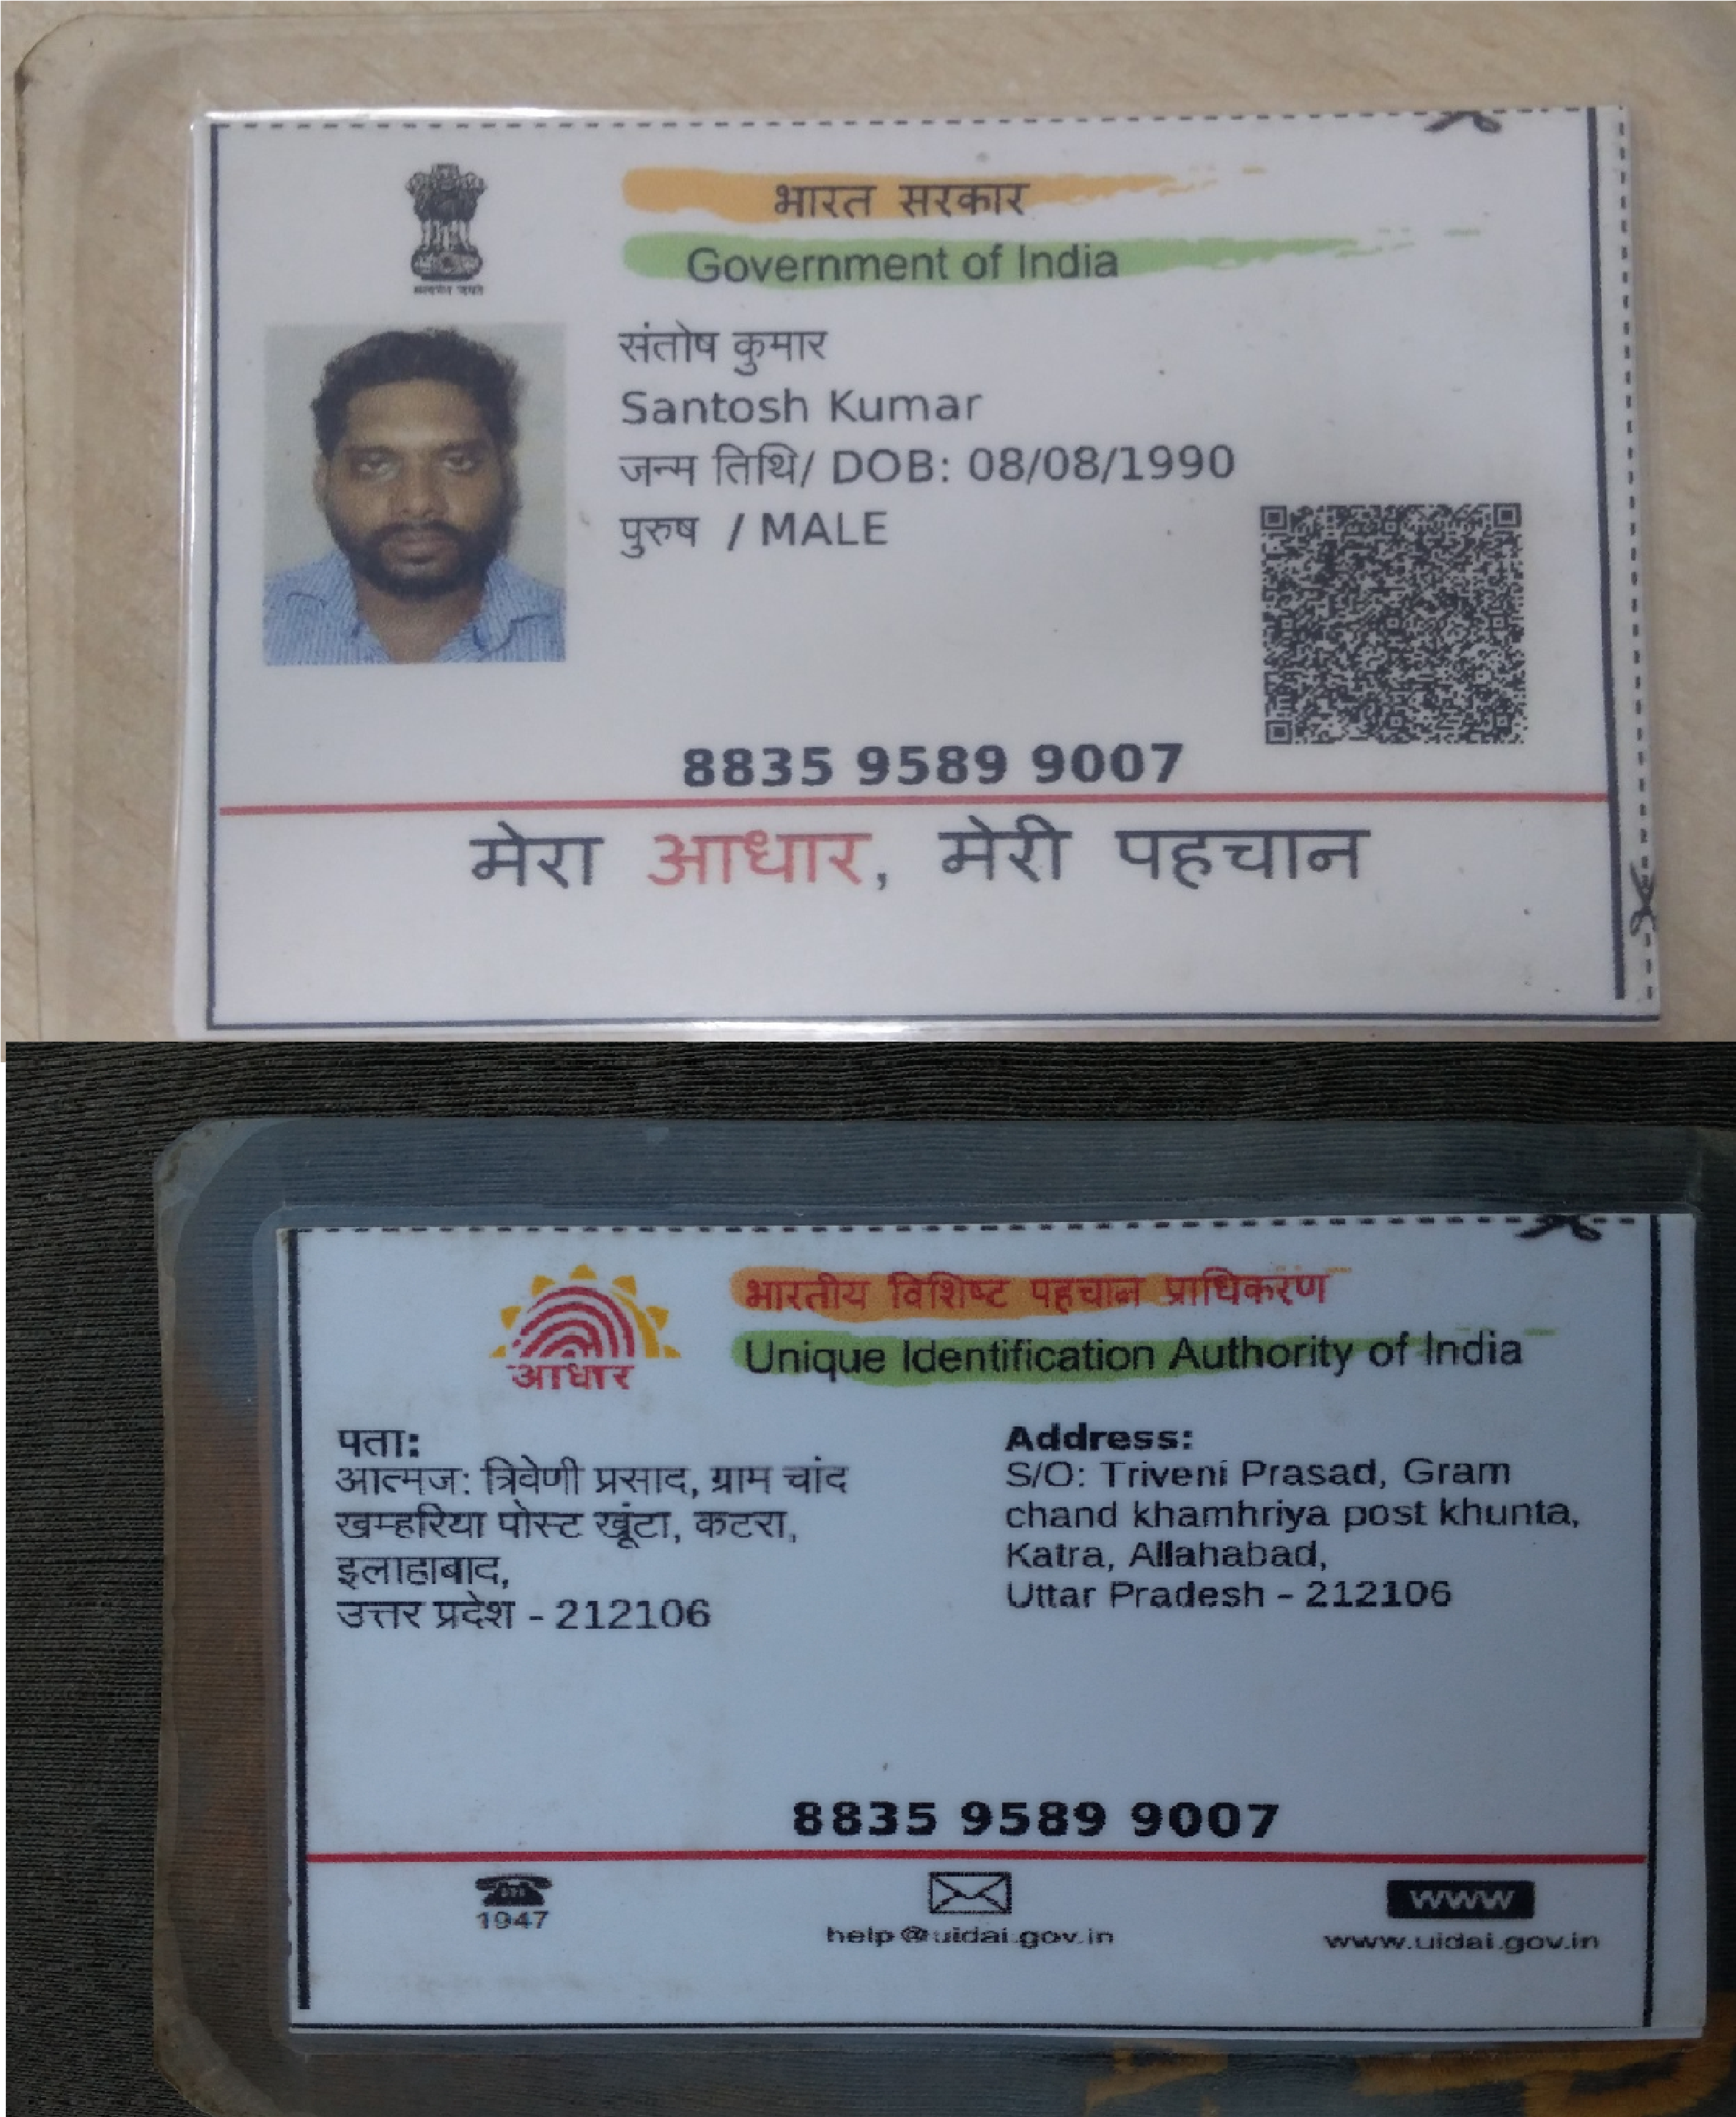 भारत सरकार
Government of India
संतोष कुमार
Santosh Kumar
जन्म तिथि/ DOB: 08/08/1990
पुरुष / MALE
8835 9589 9007
मेरा आधार, मेरी पहचान
भारतीय विशिष्ट पहचान प्राधिकरण
Unique Identification Authority of India
आधार
पता:
आत्मज: त्रिवेणी प्रसाद, ग्राम चांद
खम्हरिया पोस्ट खूंटा, कटरा,
इलाहाबाद,
उत्तर प्रदेश - 212106
Address:
S/O: Triveni Prasad, Gram
chand khamhriya post khunta,
Katra, Allahabad,
Uttar Pradesh - 212106
8835 9589 9007
1947
help@uidai.gov.in
WWW
www.uidai.gov.in